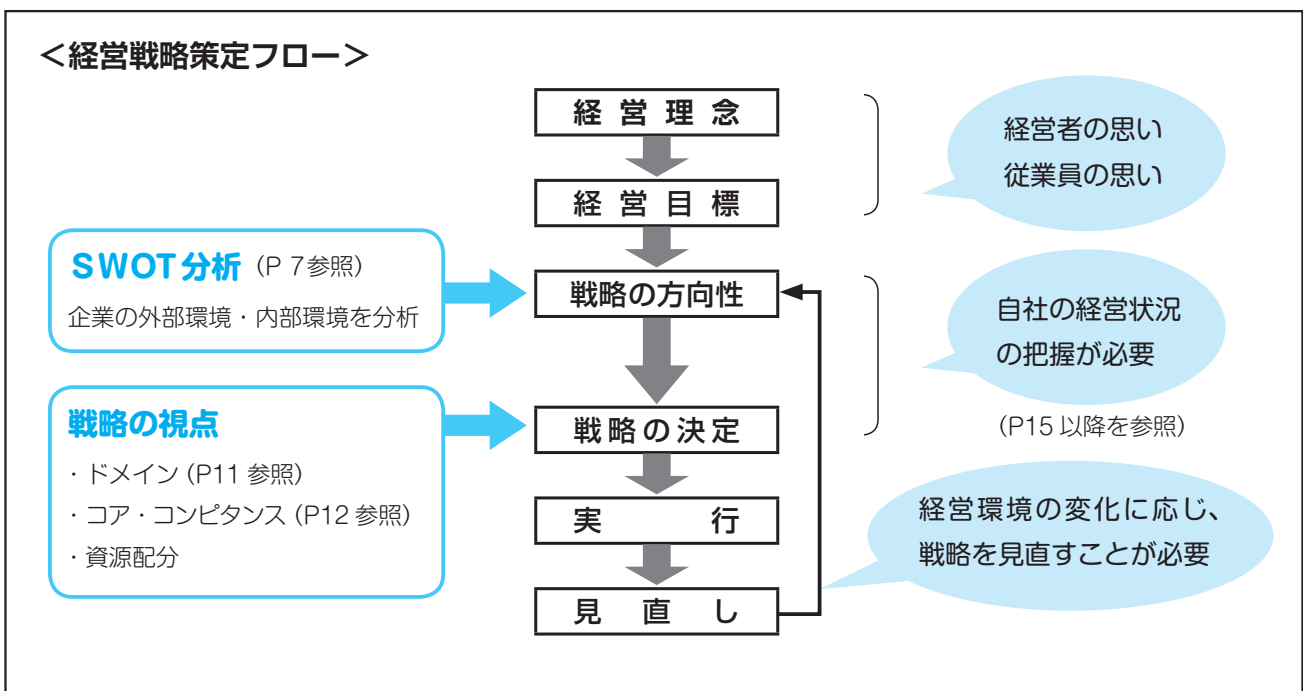 ＜経営戦略策定フロー＞
経営理念
経営者の思い
従業員の思い
経営目標
SWOT分析（P 7参照）
企業の外部環境・内部環境を分析
戦略の方向性
自社の経営状況
の把握が必要
（P15以降を参照）
戦略の視点
・ドメイン（P11 参照）
・コア・コンピタンス（P12 参照）
・資源配分
戦略の決定
実行
経営環境の変化に応じ、
戦略を見直すことが必要
見直し